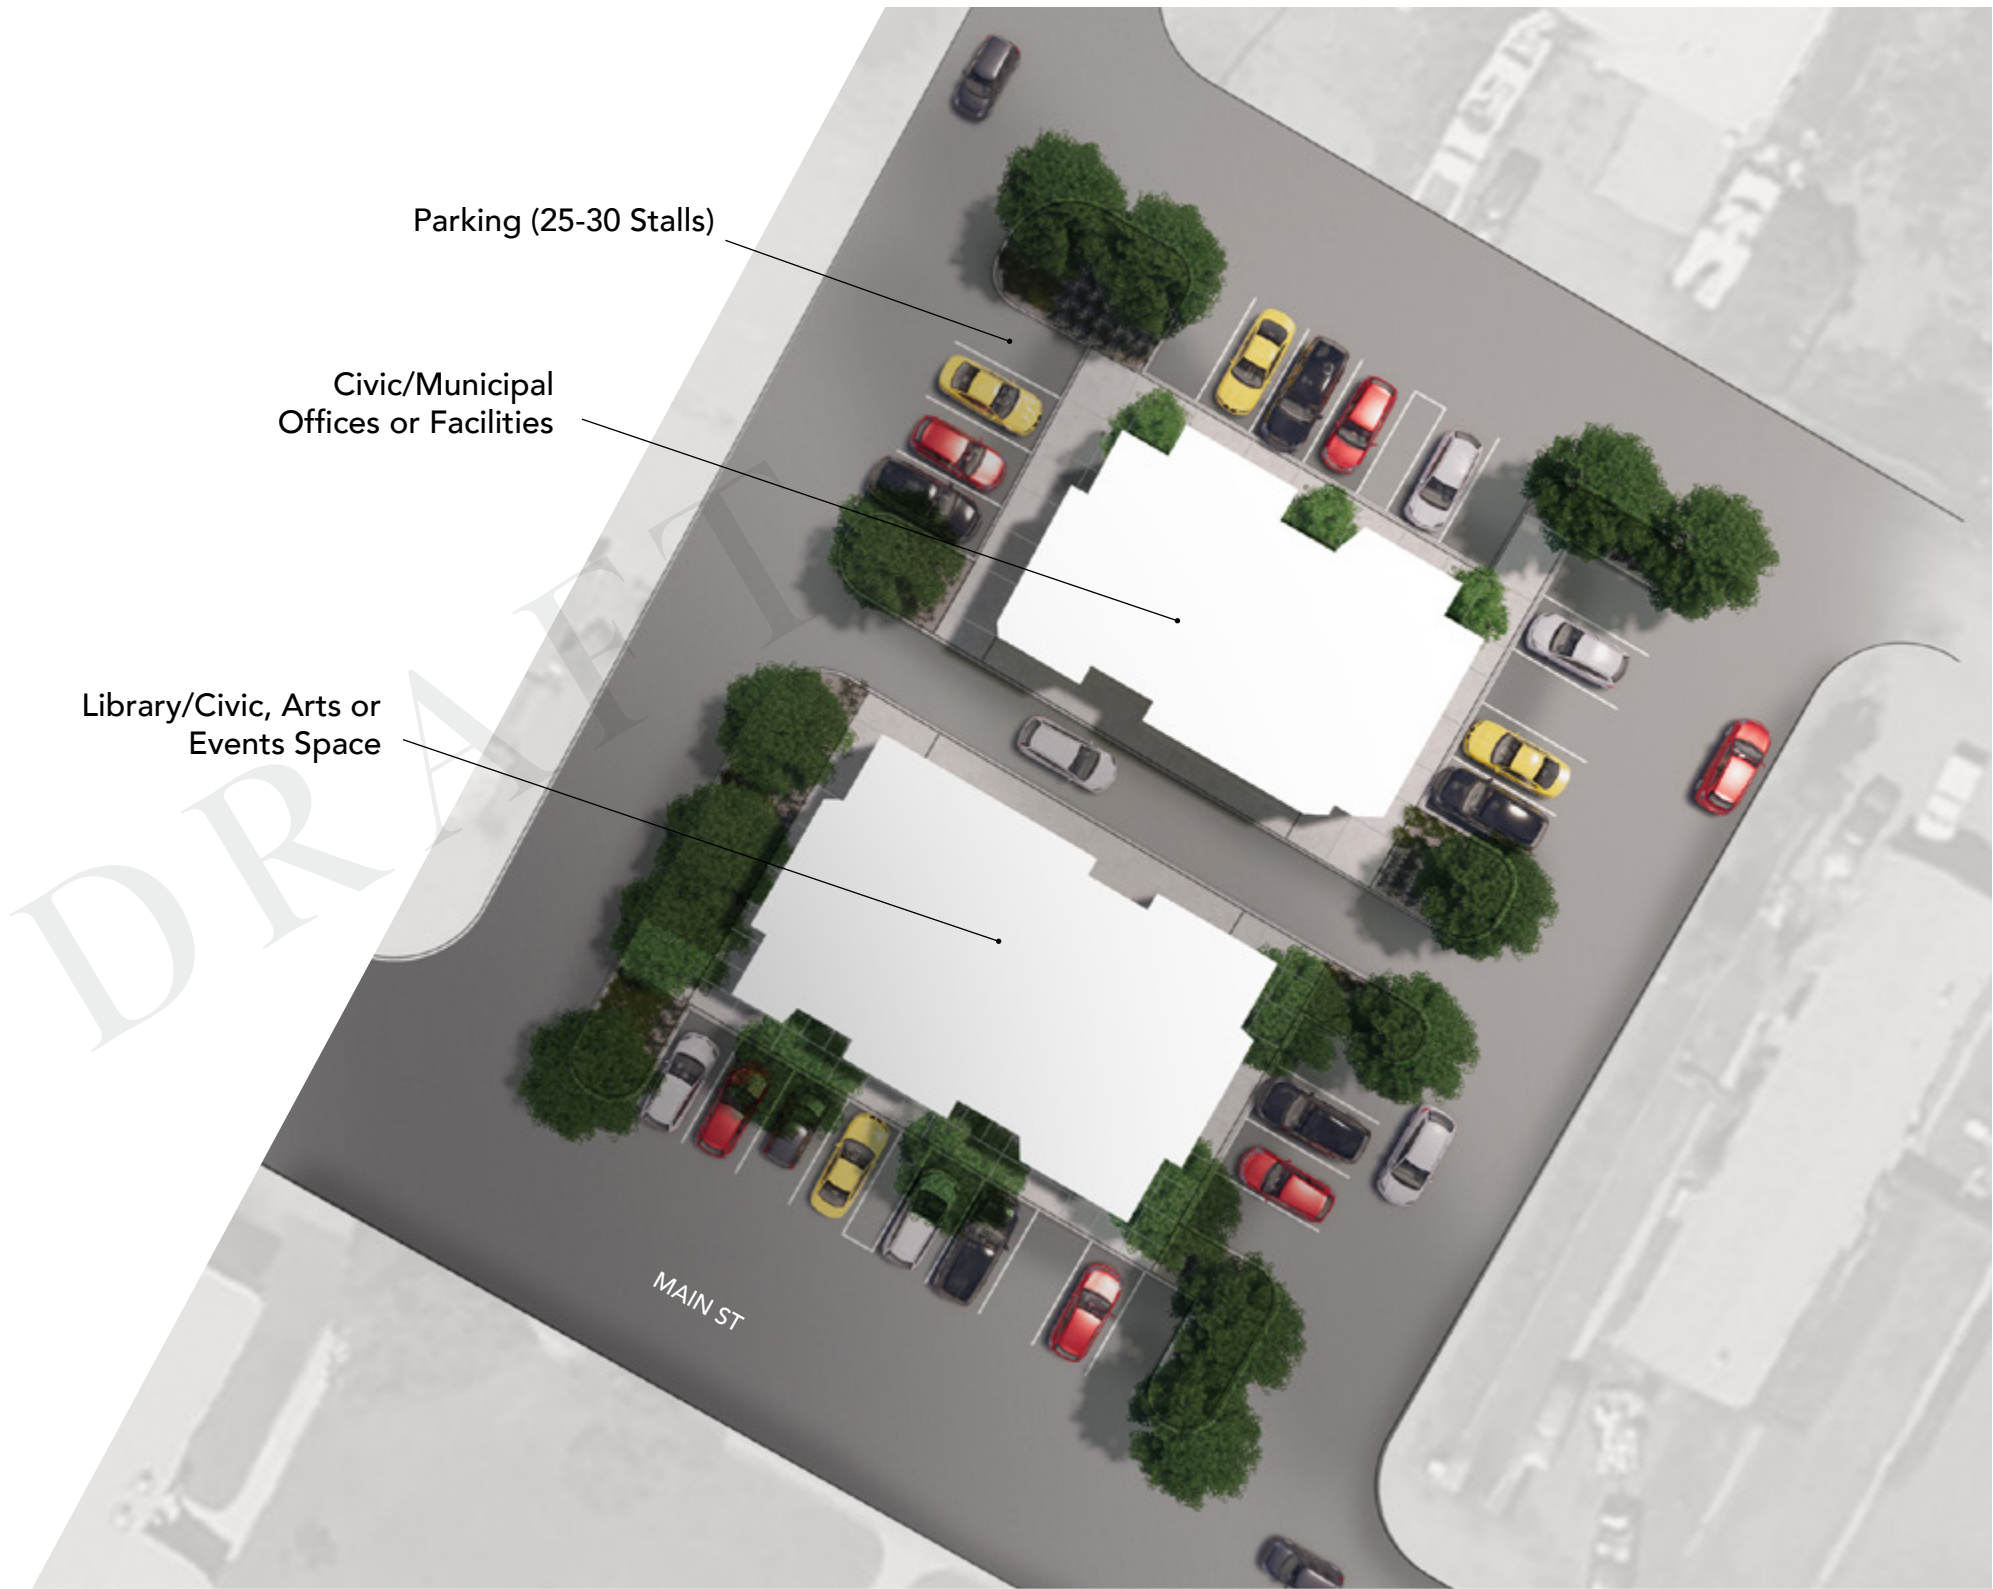 Parking (25-30 Stalls)
Civic/Municipal
Offices or Facilities
Library/Civic, Arts or
Events Space
DRAFT
MAIN ST